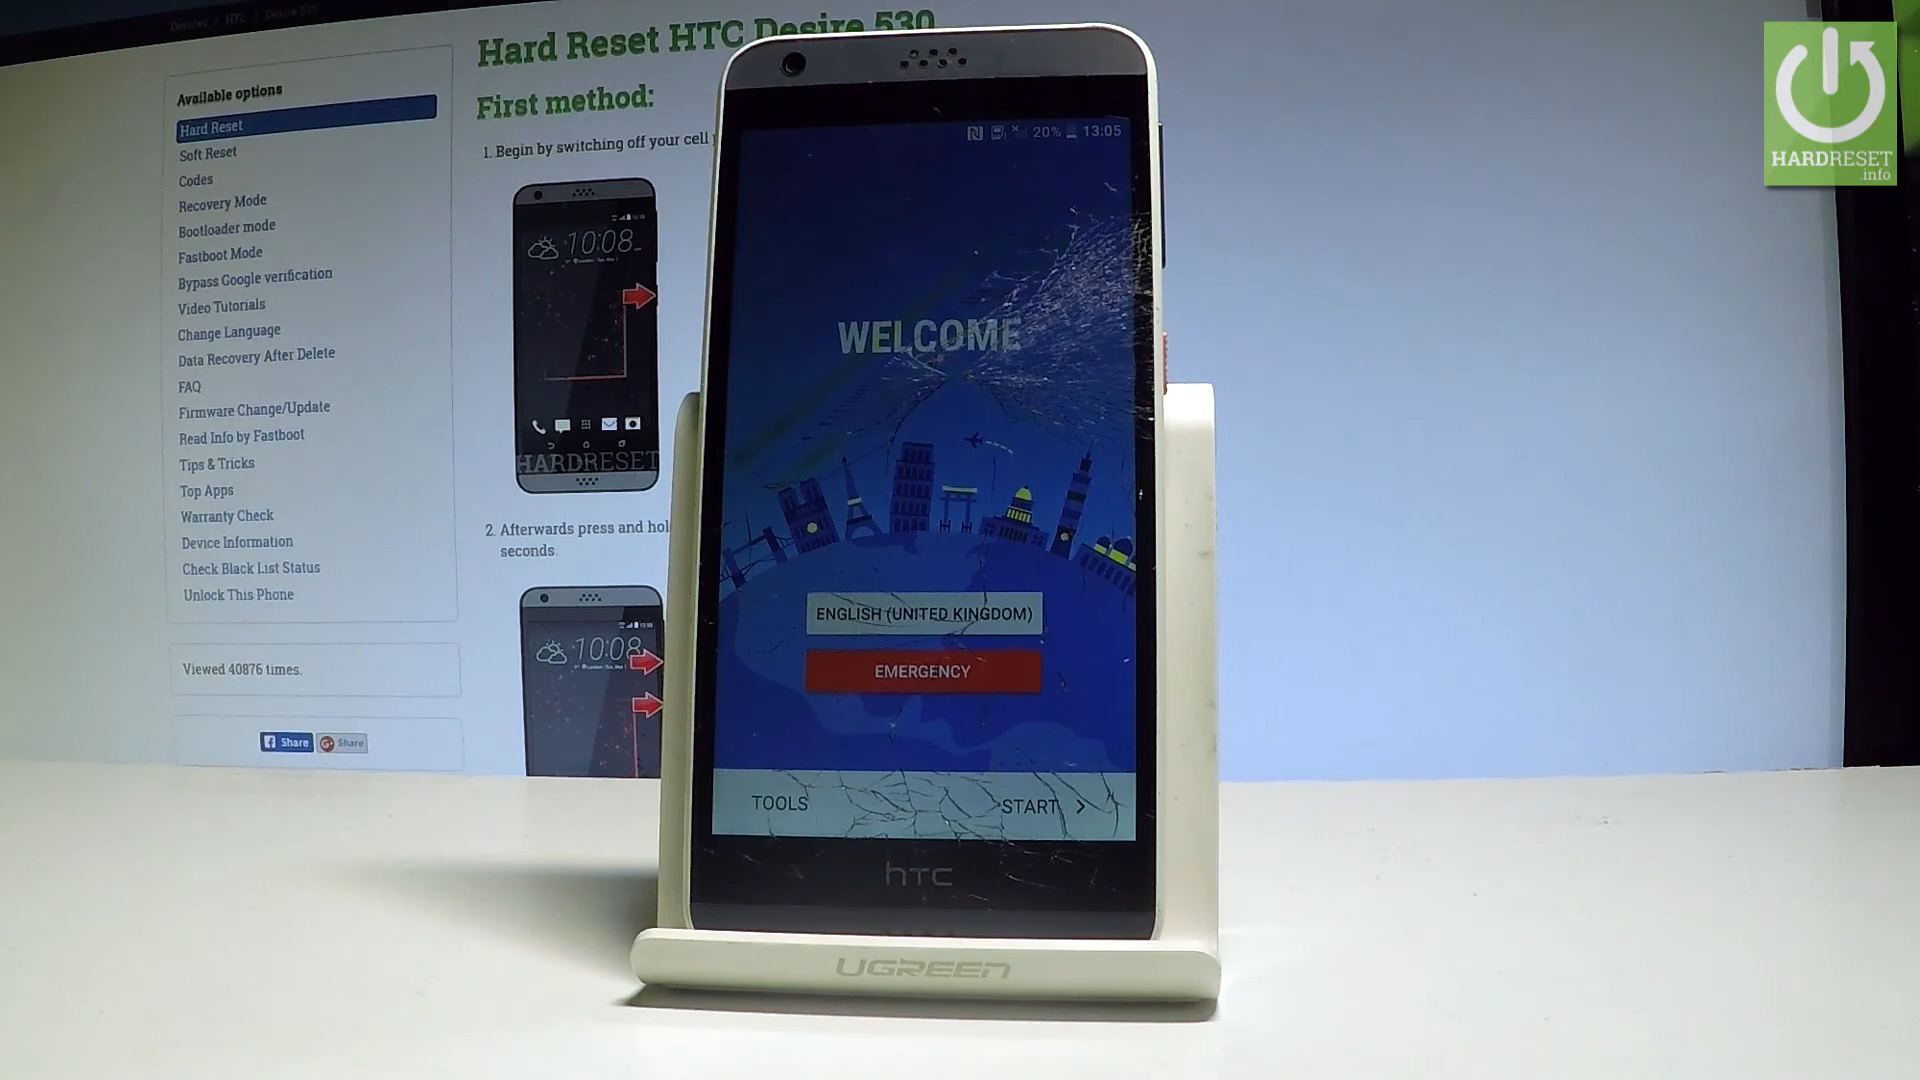 Devices / HTC / Desire 530
Hard Reset HTC Desire 530
Available options
Hard Reset
Soft Reset
Codes
Recovery Mode
Bootloader mode
Fastboot Mode
Bypass Google verification
Video Tutorials
Change Language
Data Recovery After Delete
FAQ
Firmware Change/Update
Read Info by Fastboot
Tips & Tricks
Top Apps
Warranty Check
Device Information
Check Black List Status
Unlock This Phone
Viewed 40876 times.
Share
Share
First method:
1. Begin by switching off your cell
10:08
HARDRESET
2. Afterwards press and hol
seconds.
10:08
20% 13:05
WELCOME
ENGLISH (UNITED KINGDOM)
EMERGENCY
TOOLS
START >
hTC
UGREEN
HARDRESET
.info